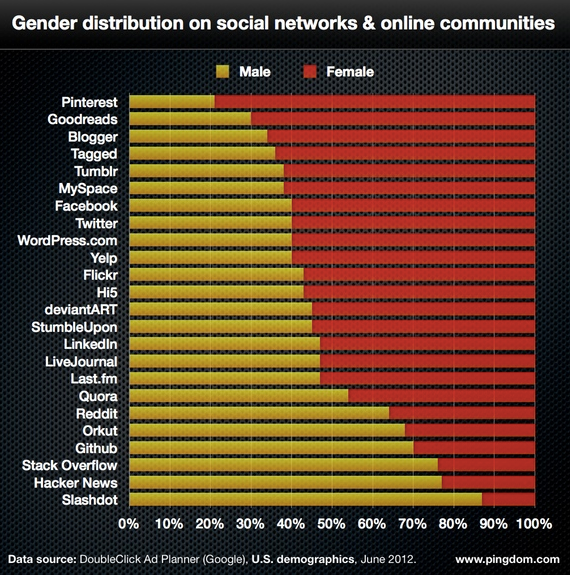 Gender distribution on social networks & online communities
Male Female
Pinterest
Goodreads
Blogger
Tagged
Tumblr
MySpace
Facebook
Twitter
WordPress.com
Yelp
Flickr
Hi5
deviantART
StumbleUpon
LinkedIn
LiveJournal
Last.fm
Quora
Reddit
Orkut
Github
Stack Overflow
Hacker News
Slashdot
0% 10% 20% 30% 40% 50% 60% 70% 80% 90% 100%
Data source: DoubleClick Ad Planner (Google), U.S. demographics, June 2012. www.pingdom.com